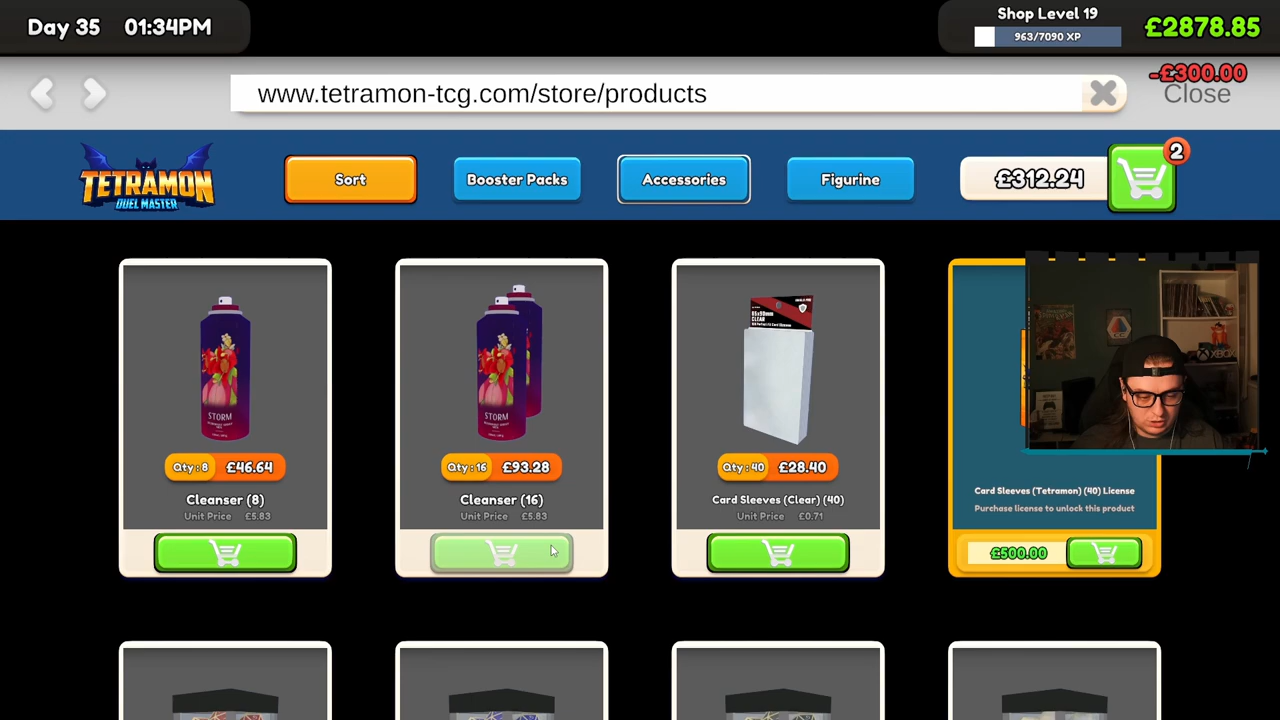 Day 35 01:34PM
Shop Level 19
963/7090 XP
£2878.85
-£300.00
www.tetramon-tcg.com/store/products
Close
TETRAMON
DUEL MASTER
Sort
Booster Packs
Accessories
Figurine
£312.24
2
STORM
STORM
CLEAR
Qty : 8 £46.64
Qty : 16 £93.28
Qty : 40 £28.40
Cleanser (8)
Unit Price £5.83
Cleanser (16)
Unit Price £5.83
Card Sleeves (Clear) (40)
Unit Price £0.71
Card Sleeves (Tetramon) (40) License
Purchase license to unlock this product
£500.00
XBOX